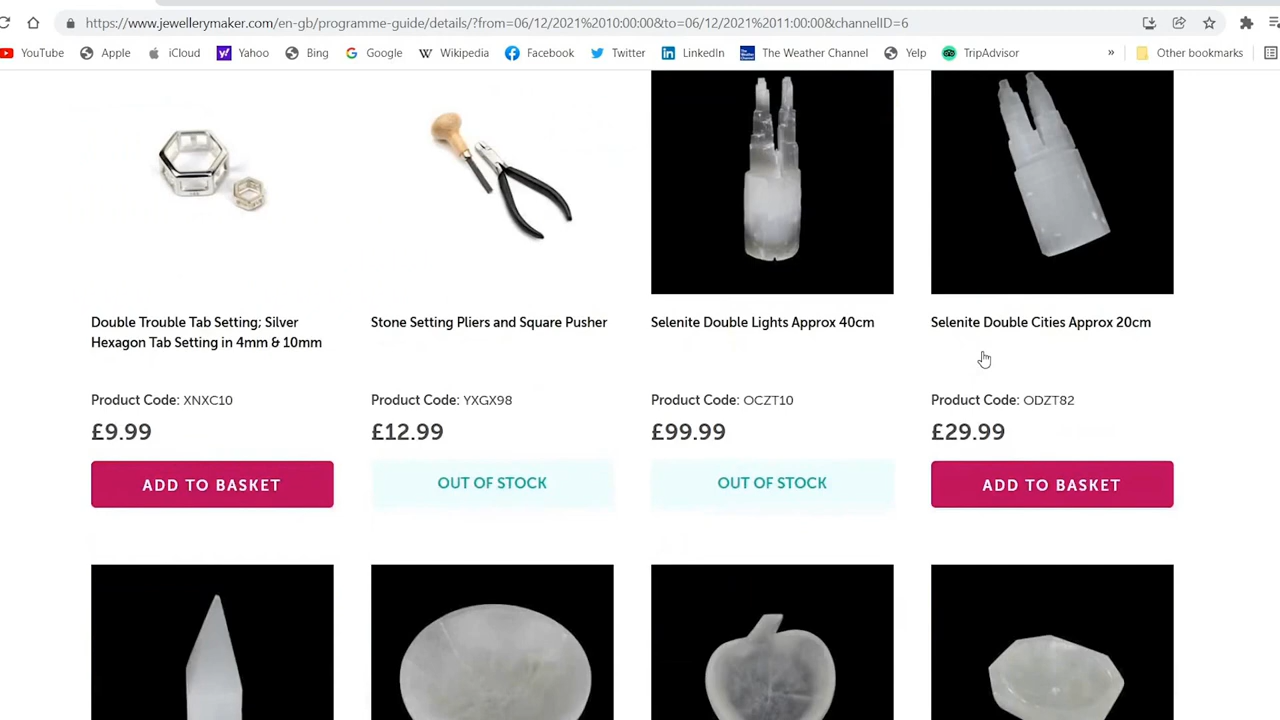 https://www.jewellerymaker.com/en-gb/programme-guide/details/?from=06/12/2021%2010:00:00&to=06/12/2021%2011:00:00&channelID=6
YouTube Apple iCloud Yahoo Bing Google Wikipedia Facebook Twitter LinkedIn The Weather Channel Yelp TripAdvisor » Other bookmarks
Double Trouble Tab Setting; Silver
Hexagon Tab Setting in 4mm & 10mm
Product Code: XNXC10
£9.99
ADD TO BASKET
Stone Setting Pliers and Square Pusher
Product Code: YXGX98
£12.99
OUT OF STOCK
Selenite Double Lights Approx 40cm
Product Code: OCZT10
£99.99
OUT OF STOCK
Selenite Double Cities Approx 20cm
Product Code: ODZT82
£29.99
ADD TO BASKET